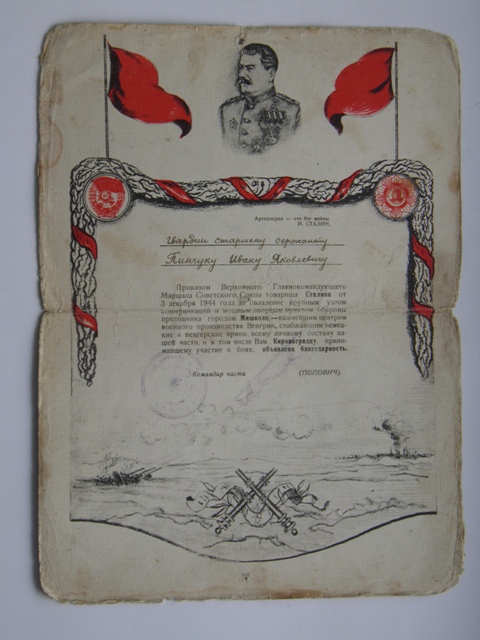 Артиллерия — это бог войны
И. СТАЛИН.
Гвардии старшему сержанту
Пинчуку Ивану Яковлевичу
Приказом Верховного Главнокомандующего
Маршала Советского Союза товарища Сталина от
3 декабря 1944 года за овладение крупным узлом
коммуникаций и мощным опорным пунктом обороны
противника городом Мишкольц,—важнейшим центром
военного производства Венгрии, снабжавшим немец-
кие и венгерские армии, всему личному составу на-
шей части, и в том числе Вам, прини-
мавшему участие в боях, объявлена благодарность.
Командир части (ПОПОВИЧ).